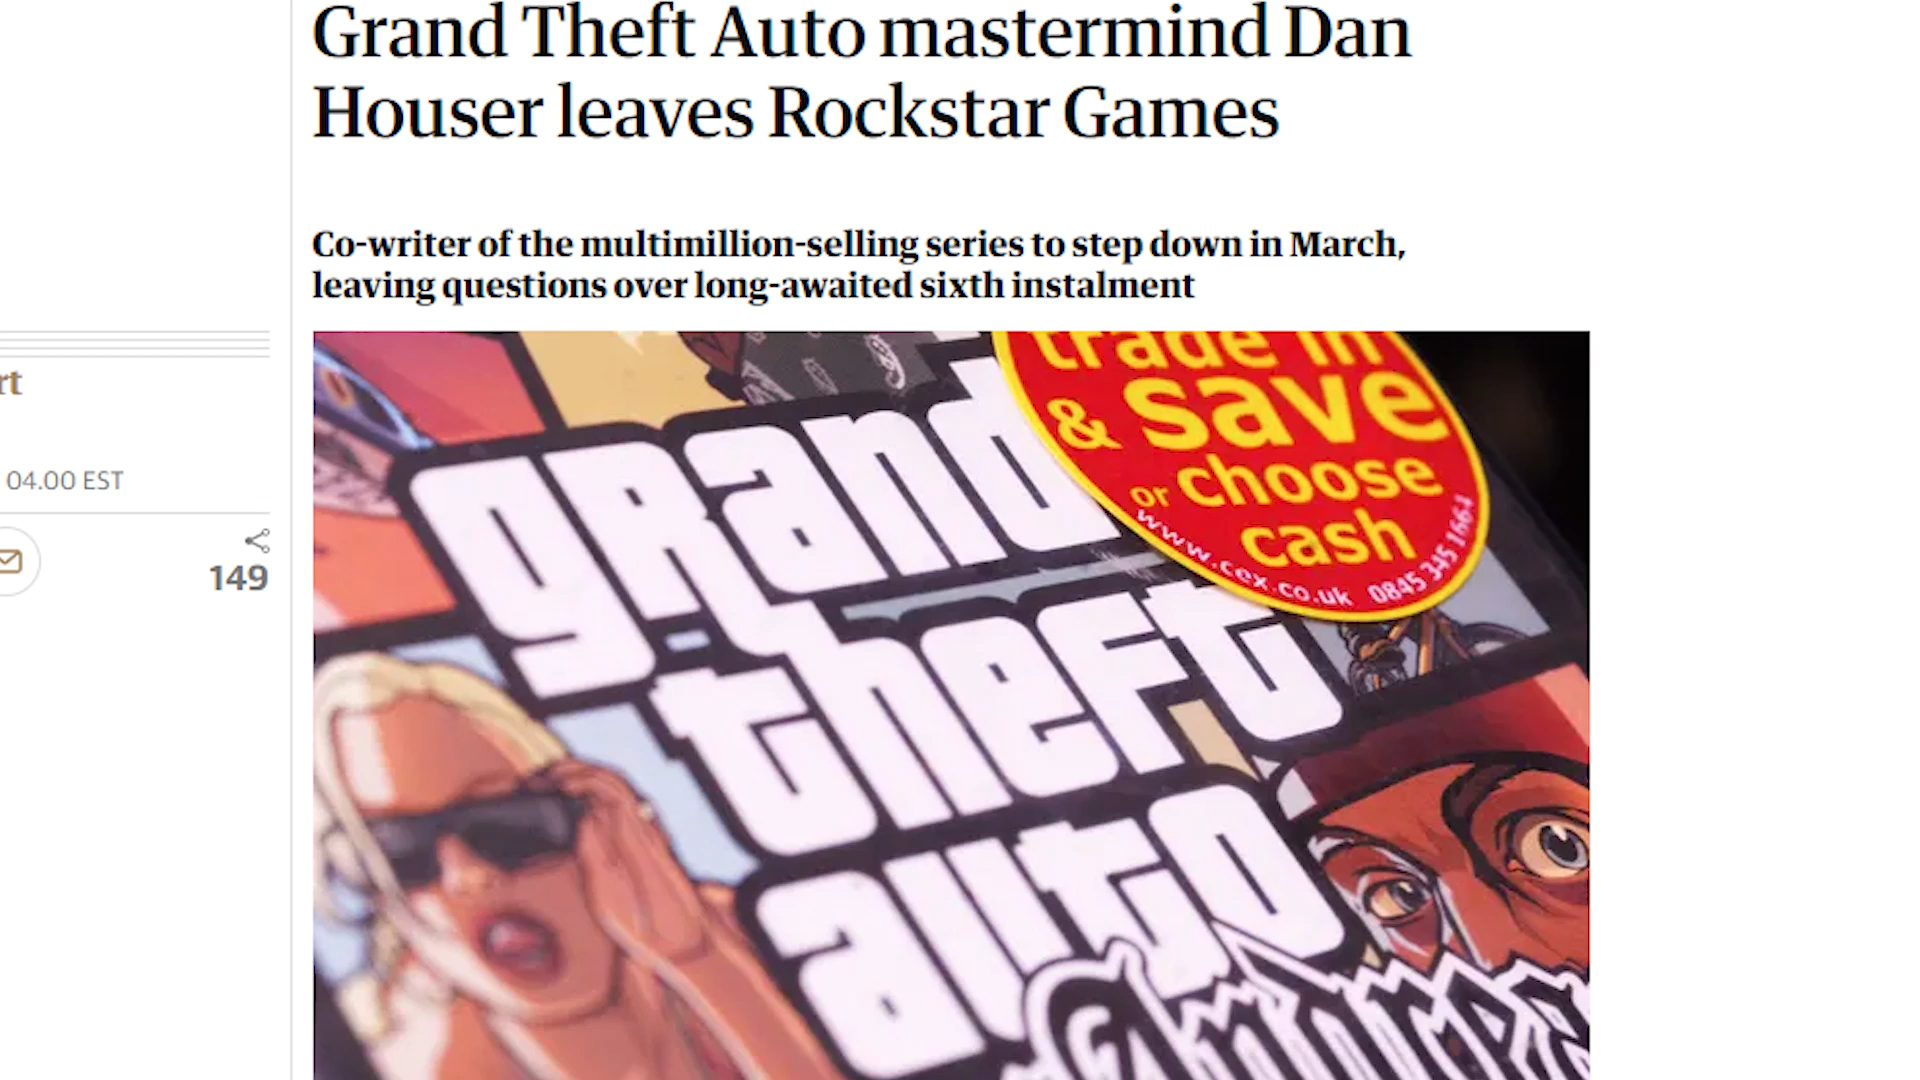 Grand Theft Auto mastermind Dan
Houser leaves Rockstar Games
Co-writer of the multimillion-selling series to step down in March,
leaving questions over long-awaited sixth instalment
rt
04.00 EST
149
trade in
& save
or choose
cash
www.cex.co.uk 0845 345 1664
grand
theft
auto